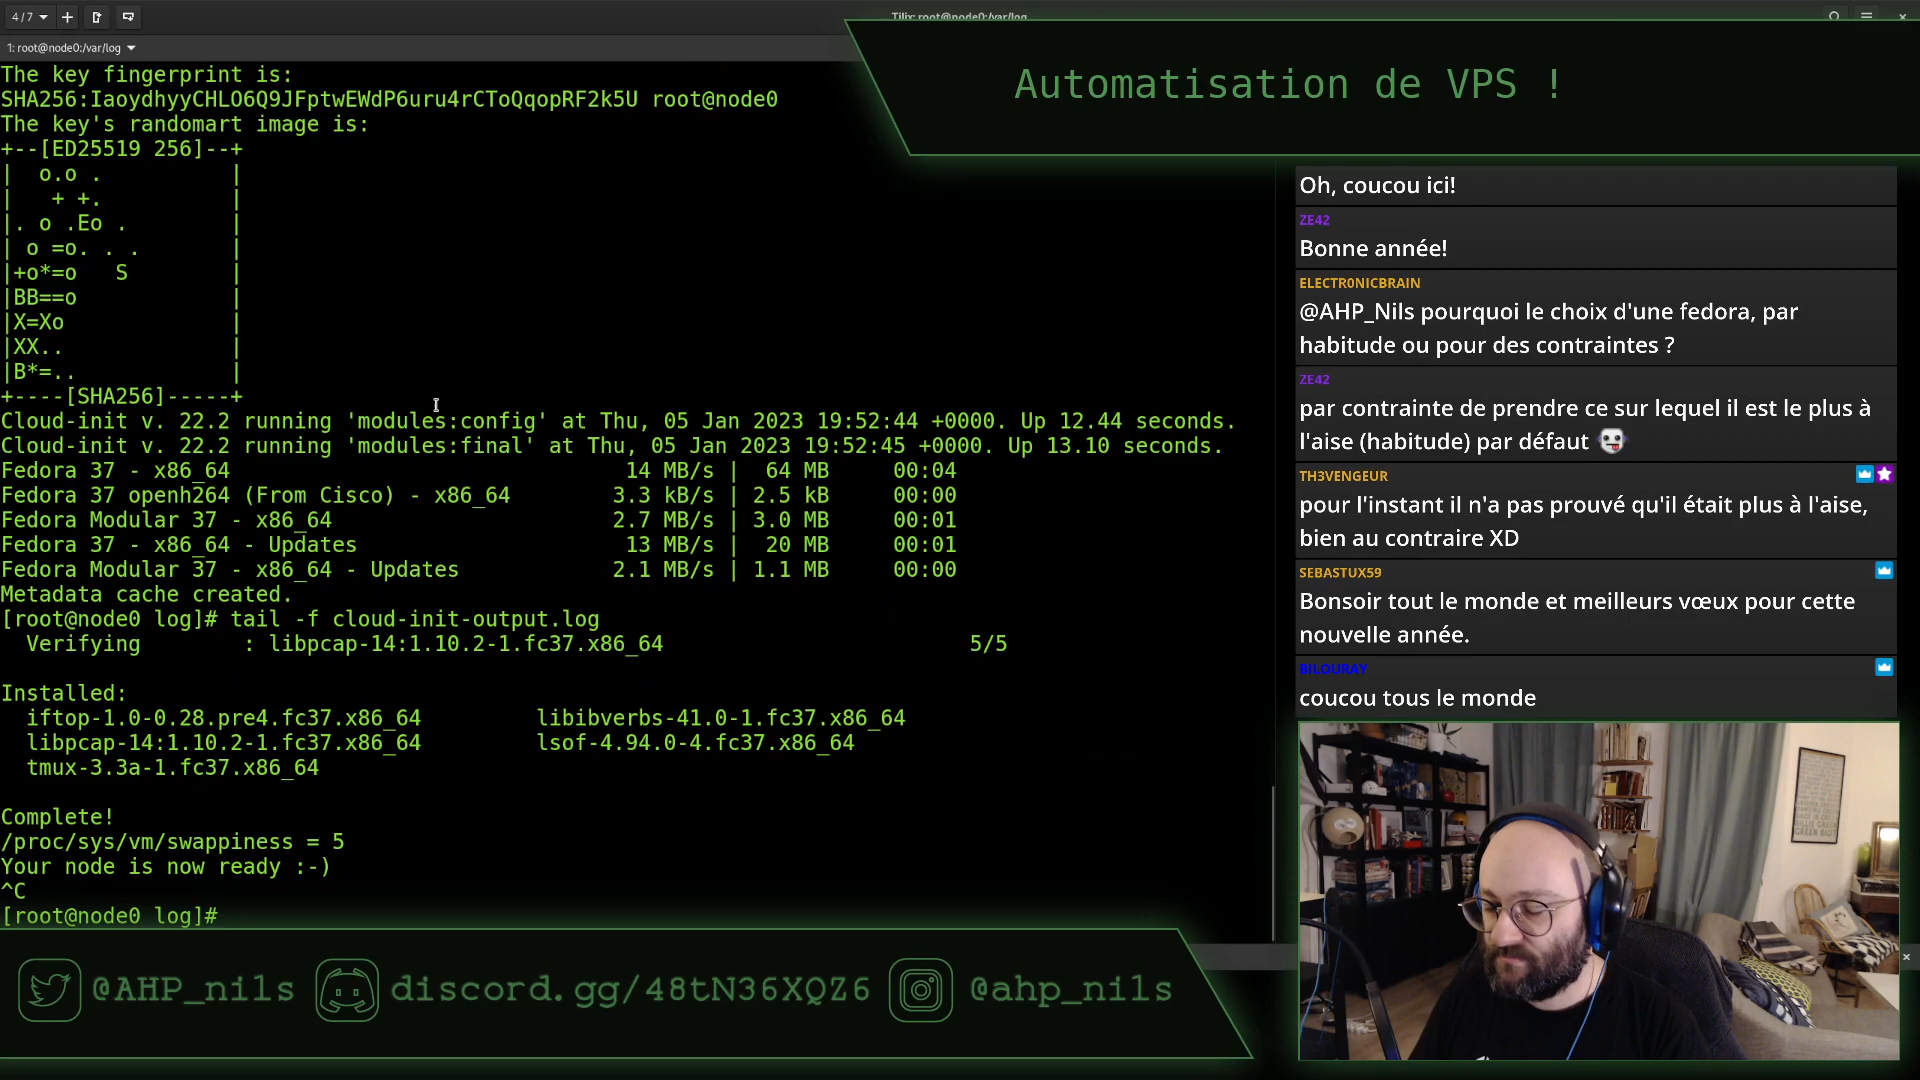 4/7
Tilix: root@node0:/var/log
1: root@node0:/var/log
The key fingerprint is:
SHA256:IaoydhyyCHLO6Q9JFptwEWdP6uru4rCToQqopRF2k5U root@node0
The key's randomart image is:
+--[ED25519 256]--+
|  o.o .          |
|   + +.          |
|. o .Eo .        |
| o =o. . .       |
|+o*=o   S        |
|BB==o            |
|X=Xo             |
|XX..             |
|B*=..            |
+----[SHA256]-----+
Cloud-init v. 22.2 running 'modules:config' at Thu, 05 Jan 2023 19:52:44 +0000. Up 12.44 seconds.
Cloud-init v. 22.2 running 'modules:final' at Thu, 05 Jan 2023 19:52:45 +0000. Up 13.10 seconds.
Fedora 37 - x86_64                               14 MB/s |  64 MB     00:04
Fedora 37 openh264 (From Cisco) - x86_64        3.3 kB/s | 2.5 kB     00:00
Fedora Modular 37 - x86_64                      2.7 MB/s | 3.0 MB     00:01
Fedora 37 - x86_64 - Updates                     13 MB/s |  20 MB     00:01
Fedora Modular 37 - x86_64 - Updates            2.1 MB/s | 1.1 MB     00:00
Metadata cache created.
[root@node0 log]# tail -f cloud-init-output.log
  Verifying        : libpcap-14:1.10.2-1.fc37.x86_64                        5/5
Installed:
  iftop-1.0-0.28.pre4.fc37.x86_64         libibverbs-41.0-1.fc37.x86_64
  libpcap-14:1.10.2-1.fc37.x86_64         lsof-4.94.0-4.fc37.x86_64
  tmux-3.3a-1.fc37.x86_64
Complete!
/proc/sys/vm/swappiness = 5
Your node is now ready :-)
^C
[root@node0 log]#
Automatisation de VPS !
Oh, coucou ici!
ZE42
Bonne année!
ELECTR0NICBRAIN
@AHP_Nils pourquoi le choix d'une fedora, par
habitude ou pour des contraintes ?
ZE42
par contrainte de prendre ce sur lequel il est le plus à
l'aise (habitude) par défaut
TH3VENGEUR
pour l'instant il n'a pas prouvé qu'il était plus à l'aise,
bien au contraire XD
SEBASTUX59
Bonsoir tout le monde et meilleurs vœux pour cette
nouvelle année.
BILOURAY
coucou tous le monde
@AHP_nils
discord.gg/48tN36XQZ6
@ahp_nils